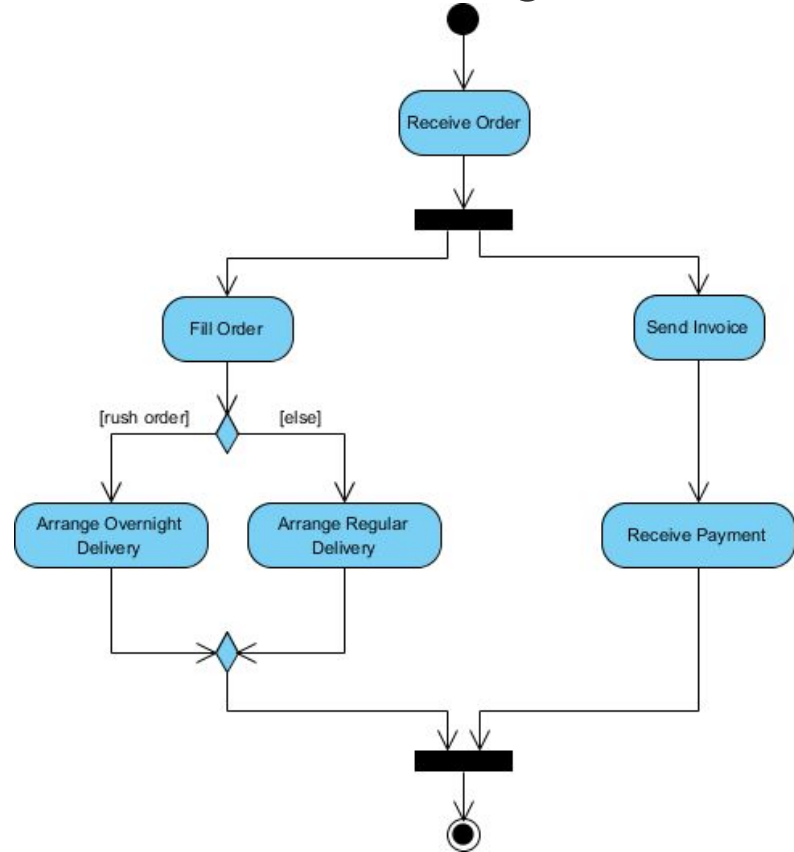 Receive Order
Fill Order
Send Invoice
[rush order]
[else]
Arrange Overnight
Delivery
Arrange Regular
Delivery
Receive Payment